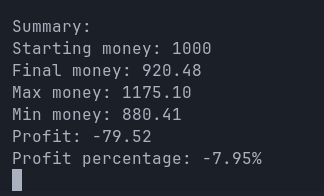 Summary:
Starting money: 1000
Final money: 920.48
Max money: 1175.10
Min money: 880.41
Profit: -79.52
Profit percentage: -7.95%